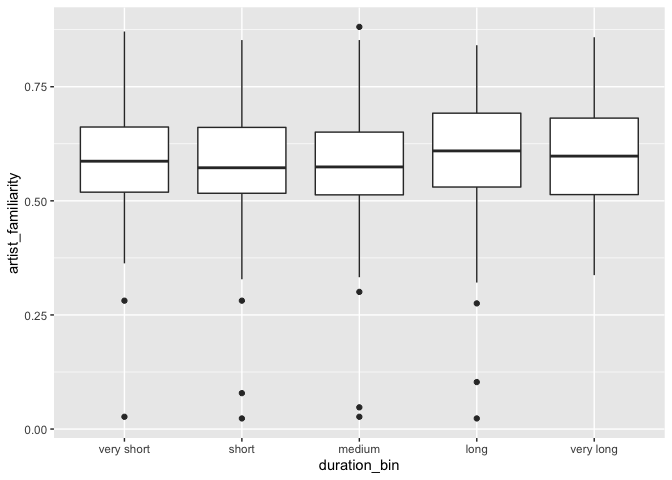 artist_familiarity
0.75
0.50
0.25
0.00
very short short medium long very long
duration_bin